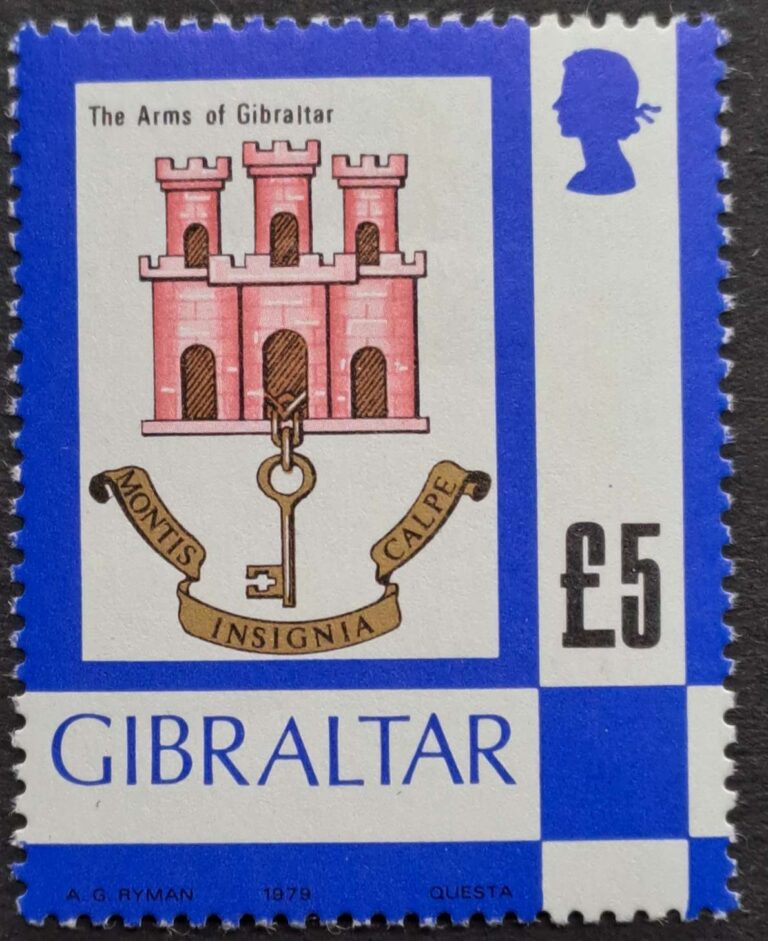 The Arms of Gibraltar
MONTIS INSIGNIA CALPE
£5
GIBRALTAR
A. G. RYMAN 1979 QUESTA